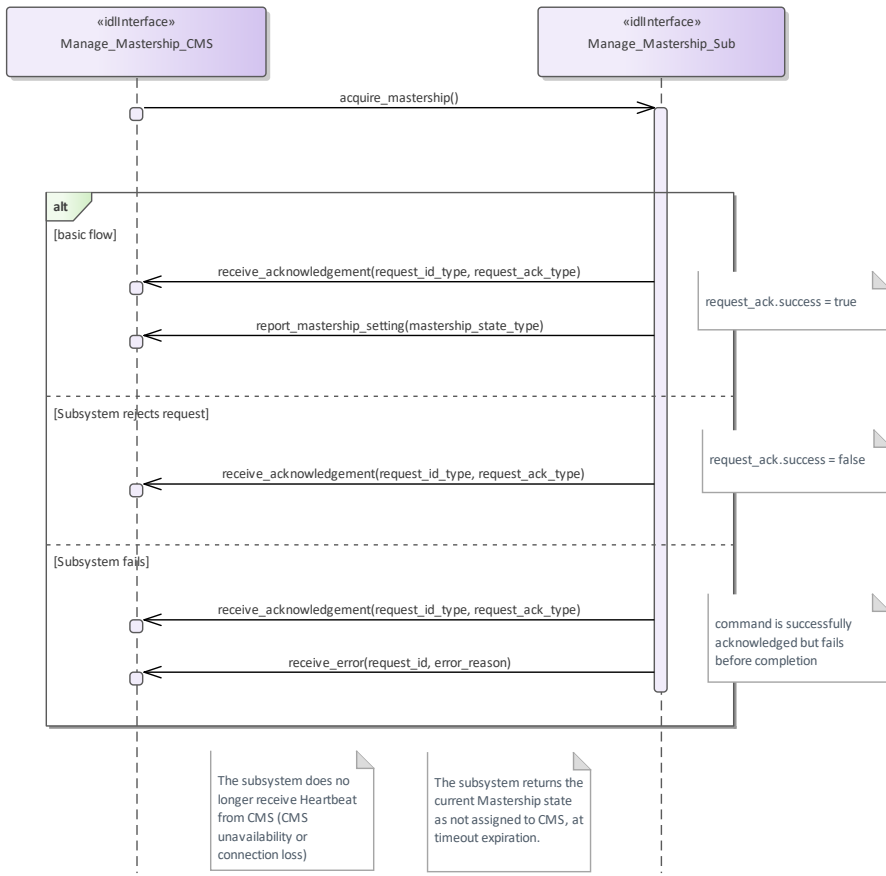 «idlInterface»
Manage_Mastership_CMS
«idlInterface»
Manage_Mastership_Sub
acquire_mastership()
alt
[basic flow]
receive_acknowledgement(request_id_type, request_ack_type)
request_ack.success = true
report_mastership_setting(mastership_state_type)
[Subsystem rejects request]
request_ack.success = false
receive_acknowledgement(request_id_type, request_ack_type)
[Subsystem fails]
receive_acknowledgement(request_id_type, request_ack_type)
command is successfully
acknowledged but fails
before completion
receive_error(request_id, error_reason)
The subsystem does no
longer receive Heartbeat
from CMS (CMS
unavailability or
connection loss)
The subsystem returns the
current Mastership state
as not assigned to CMS, at
timeout expiration.